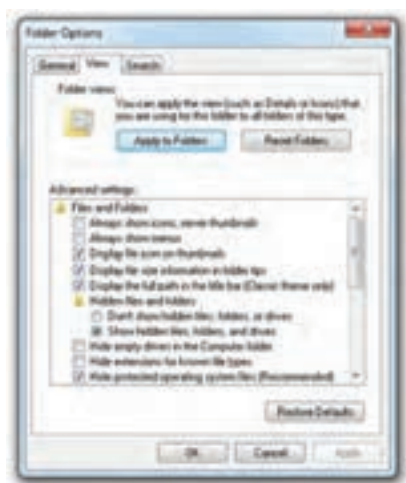 Folder Options
General View Search
Folder views
You can apply the view (such as Details or Icons) that
you are using for this folder to all folders of this type.
Apply to Folders Reset Folders
Advanced settings:
Files and Folders
Always show icons, never thumbnails
Always show menus
Display file icon on thumbnails
Display file size information in folder tips
Display the full path in the title bar (Classic theme only)
Hidden files and folders
Don't show hidden files, folders, or drives
Show hidden files, folders, and drives
Hide empty drives in the Computer folder
Hide extensions for known file types
Hide protected operating system files (Recommended)
Restore Defaults
OK Cancel Apply